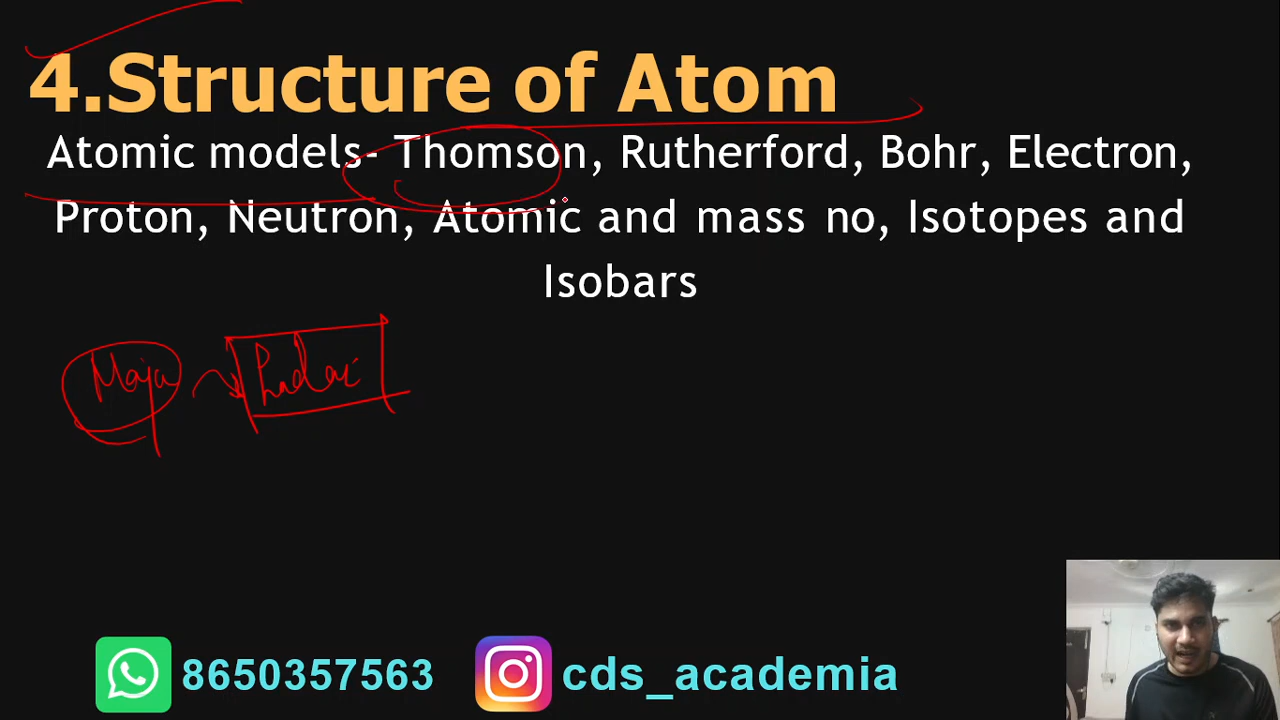 4.Structure of Atom
Atomic models- Thomson, Rutherford, Bohr, Electron,
Proton, Neutron, Atomic and mass no, Isotopes and
Isobars
Maja
8650357563 cds_academia